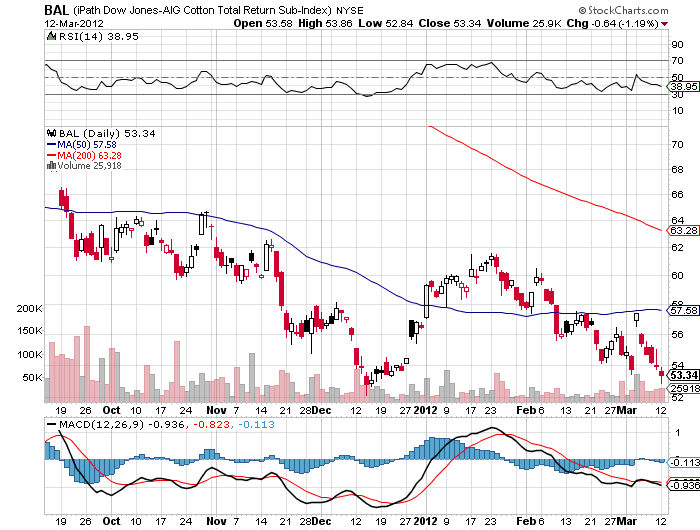 BAL (iPath Dow Jones-AIG Cotton Total Return Sub-Index) NYSE © StockCharts.com
12-Mar-2012 Open 53.58 High 53.86 Low 52.84 Close 53.34 Volume 25.9K Chg -0.64 (-1.19%)
RSI(14) 38.95
90
70
50
38.95
30
10
BAL (Daily) 53.34
MA(50) 57.58
MA(200) 63.28
Volume 25,918
70
68
66
64
63.28
62
60
200K
57.58
150K
56
100K
54
53.34
50K
25918
52
19 26 Oct 10 17 24 Nov 7 14 21 28 Dec 12 19 27 2012 9 17 23 Feb 6 13 21 27 Mar 12
MACD(12,26,9) -0.936, -0.823, -0.113
1
-0.113
-0.936
19 26 Oct 10 17 24 Nov 7 14 21 28 Dec 12 19 27 2012 9 17 23 Feb 6 13 21 27 Mar 12